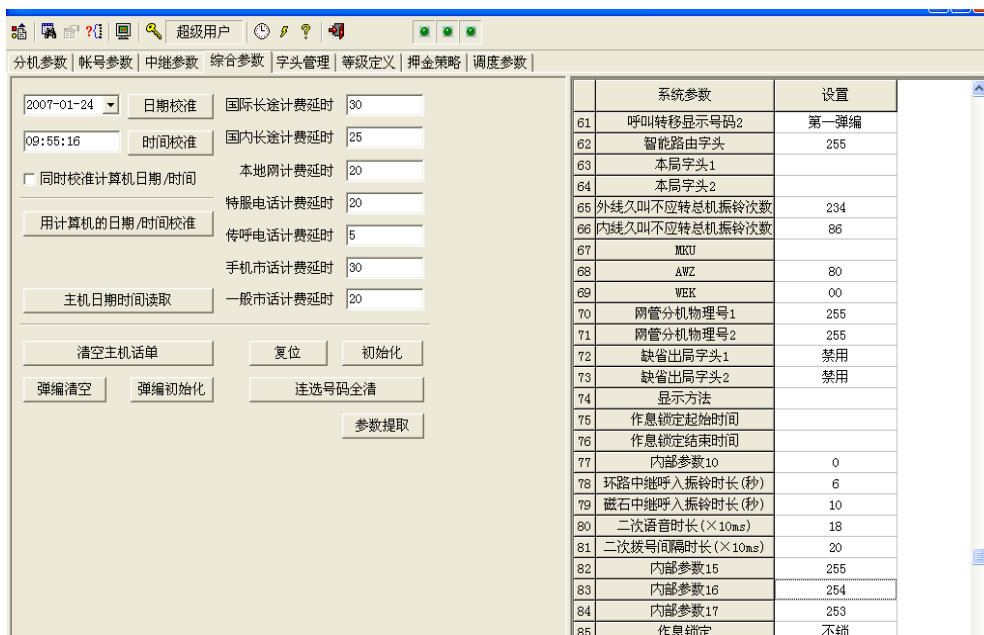 超级用户
分机参数 帐号参数 中继参数 综合参数 字头管理 等级定义 押金策略 调度参数
2007-01-24 日期校准 国际长途计费延时 30
09:55:16 时间校准 国内长途计费延时 25
本地网计费延时 20
同时校准计算机日期/时间
特服电话计费延时 20
用计算机的日期/时间校准
传呼电话计费延时 5
手机市话计费延时 30
主机日期时间读取 一般市话计费延时 20
清空主机话单 复位 初始化
弹编清空 弹编初始化 连选号码全清
参数提取
系统参数 设置
61 呼叫转移显示号码2 第一弹编
62 智能路由字头 255
63 本局字头1
64 本局字头2
65 外线久叫不应转总机振铃次数 234
66 内线久叫不应转总机振铃次数 86
67 MKU
68 AWZ 80
69 WEK 00
70 网管分机物理号1 255
71 网管分机物理号2 255
72 缺省出局字头1 禁用
73 缺省出局字头2 禁用
74 显示方法
75 作息锁定起始时间
76 作息锁定结束时间
77 内部参数10 0
78 环路中继呼入振铃时长(秒) 6
79 磁石中继呼入振铃时长(秒) 10
80 二次语音时长(×10ms) 18
81 二次拨号间隔时长(×10ms) 20
82 内部参数15 255
83 内部参数16 254
84 内部参数17 253
85 作息锁定 不锁